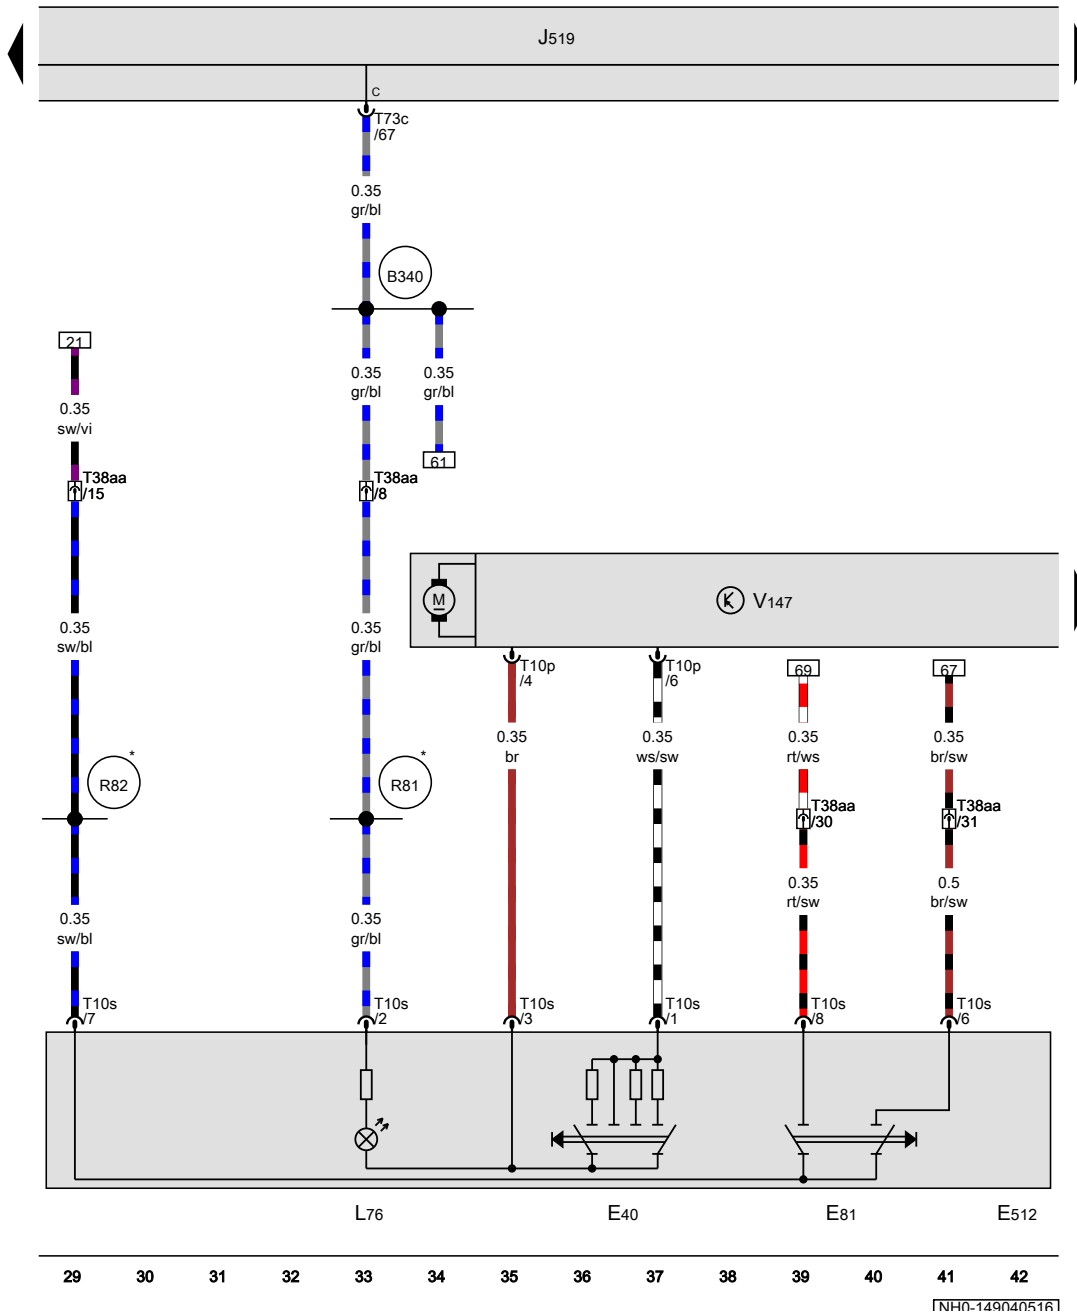 J519
C
T73c
/67
0.35
gr/bl
B340
21
0.35
gr/bl
0.35
gr/bl
0.35
sw/vi
61
T38aa
/15
T38aa
/8
M
V147
0.35
sw/bl
0.35
gr/bl
T10p
/4
T10p
/6
69
67
0.35
br
0.35
ws/sw
0.35
rt/ws
0.35
br/sw
*
R82
*
R81
T38aa
/30
T38aa
/31
0.35
rt/sw
0.5
br/sw
0.35
sw/bl
0.35
gr/bl
T10s
/7
T10s
/2
T10s
/3
T10s
/1
T10s
/8
T10s
/6
L76 E40 E81 E512
29 30 31 32 33 34 35 36 37 38 39 40 41 42
NH0-149040516